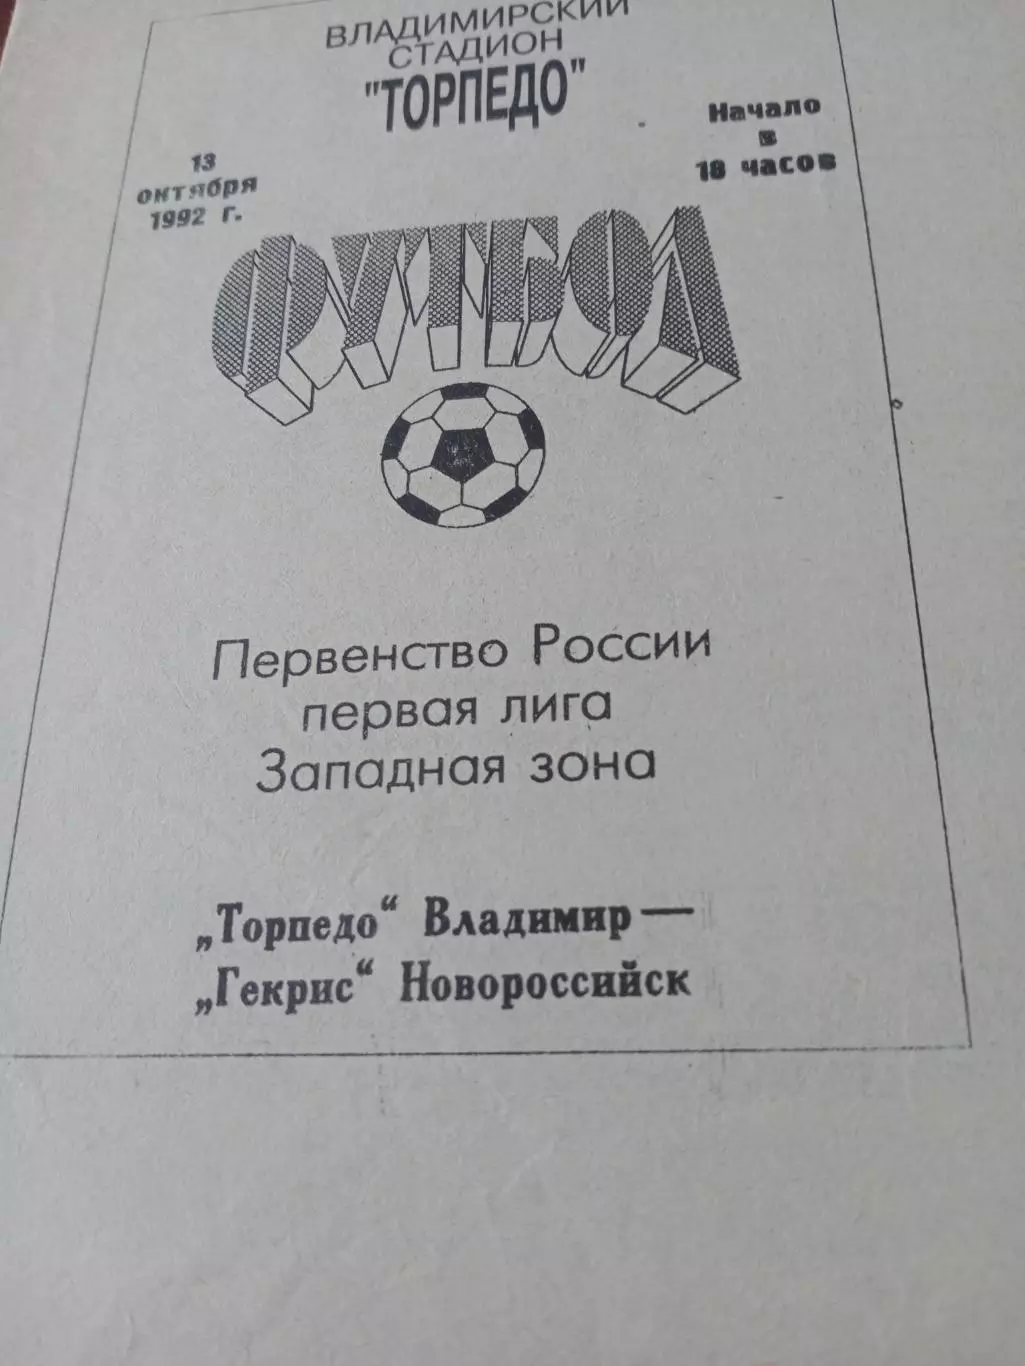 ВЛАДИМИРСКИЙ
СТАДИОН
"ТОРПЕДО"
13
октября
1992 г.
Начало
в
18 часов
ФУТБОЛ
Первенство России
первая лига
Западная зона
„Торпедо“ Владимир —
„Гекрис“ Новороссийск